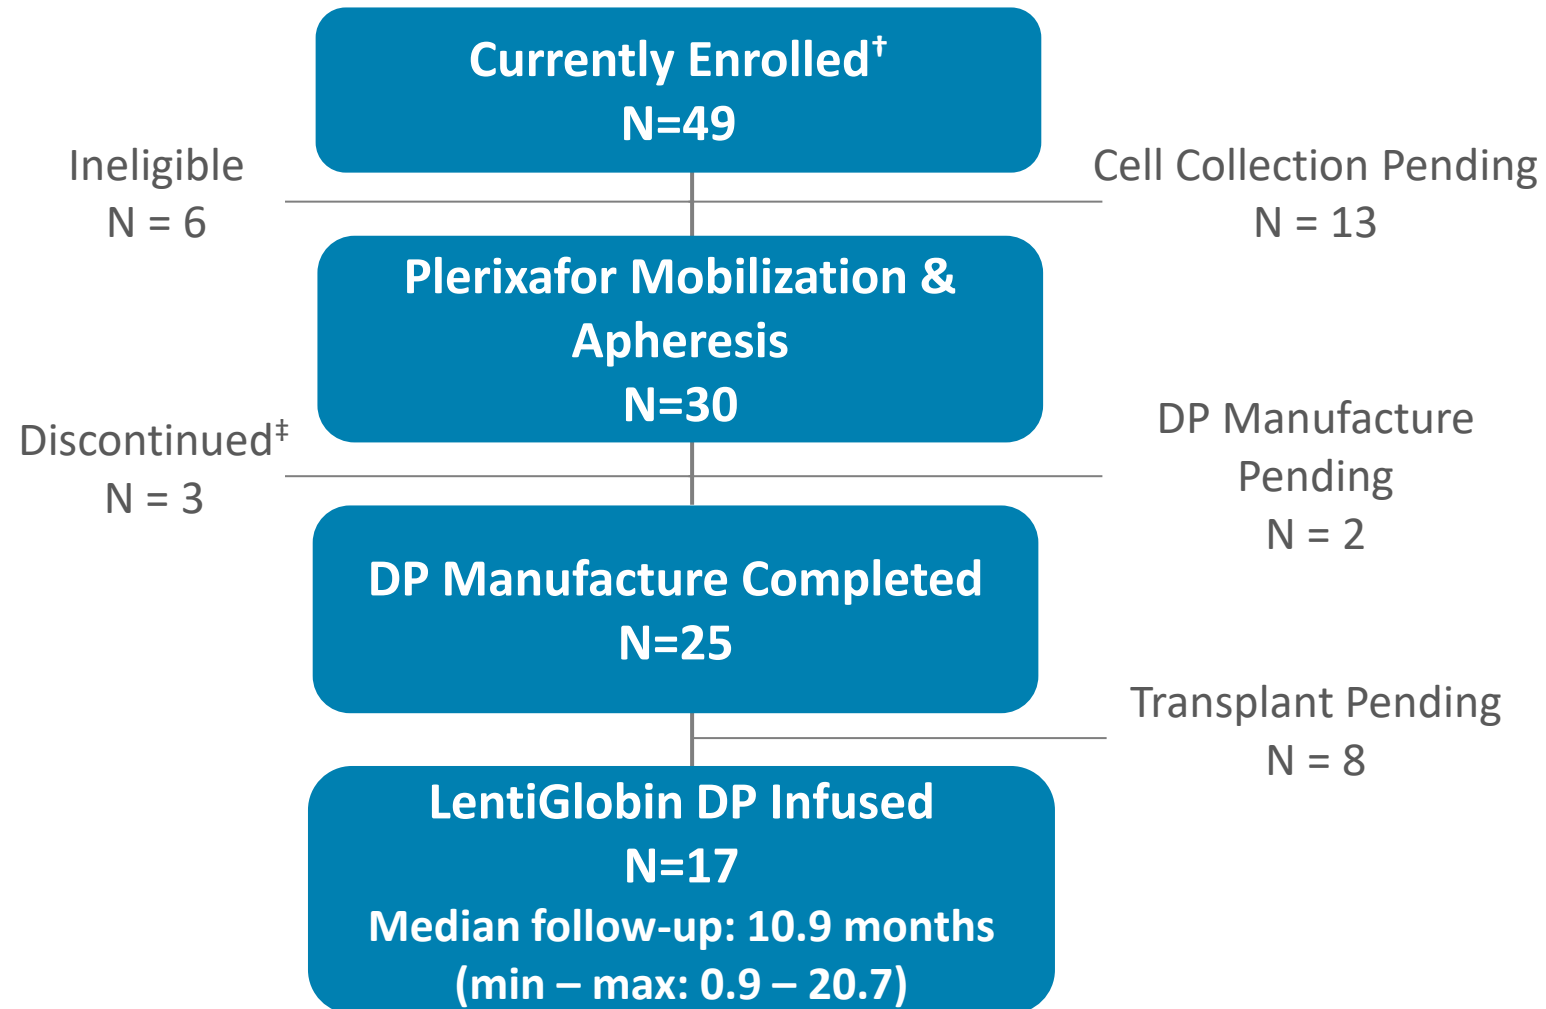 Currently Enrolled†
N=49
Ineligible
N = 6
Cell Collection Pending
N = 13
Plerixafor Mobilization &
Apheresis
N=30
Discontinued‡
N = 3
DP Manufacture
Pending
N = 2
DP Manufacture Completed
N=25
Transplant Pending
N = 8
LentiGlobin DP Infused
N=17
Median follow-up: 10.9 months
(min – max: 0.9 – 20.7)